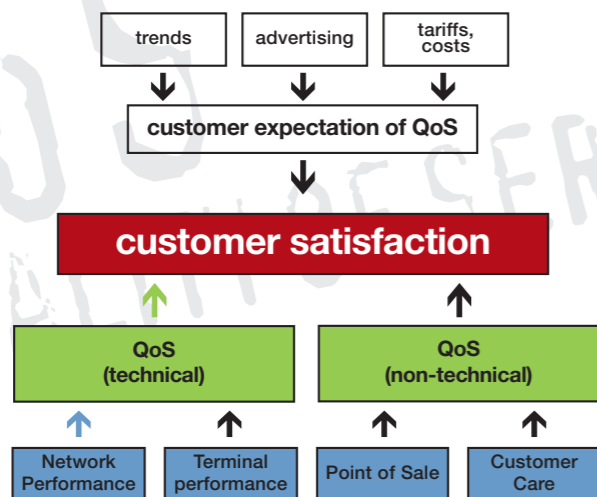 trends
advertising
tariffs,
costs
customer expectation of QoS
customer satisfaction
QoS
(technical)
QoS
(non-technical)
Network
Performance
Terminal
performance
Point of Sale
Customer
Care